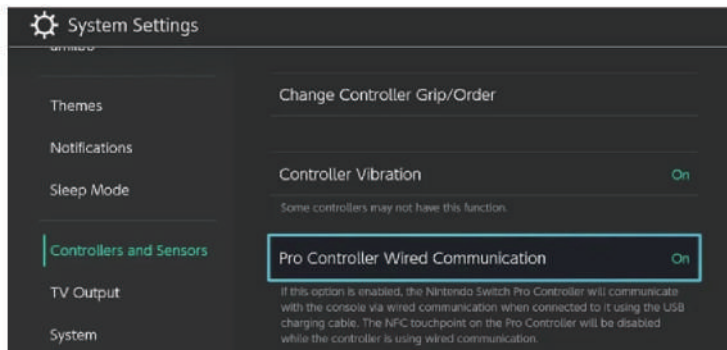 System Settings
amiibo
Themes
Notifications
Sleep Mode
Controllers and Sensors
TV Output
System
Change Controller Grip/Order
Controller Vibration On
Some controllers may not have this function.
Pro Controller Wired Communication On
If this option is enabled, the Nintendo Switch Pro Controller will communicate
with the console via wired communication when connected to it using the USB
charging cable. The NFC touchpoint on the Pro Controller will be disabled
while the controller is using wired communication.